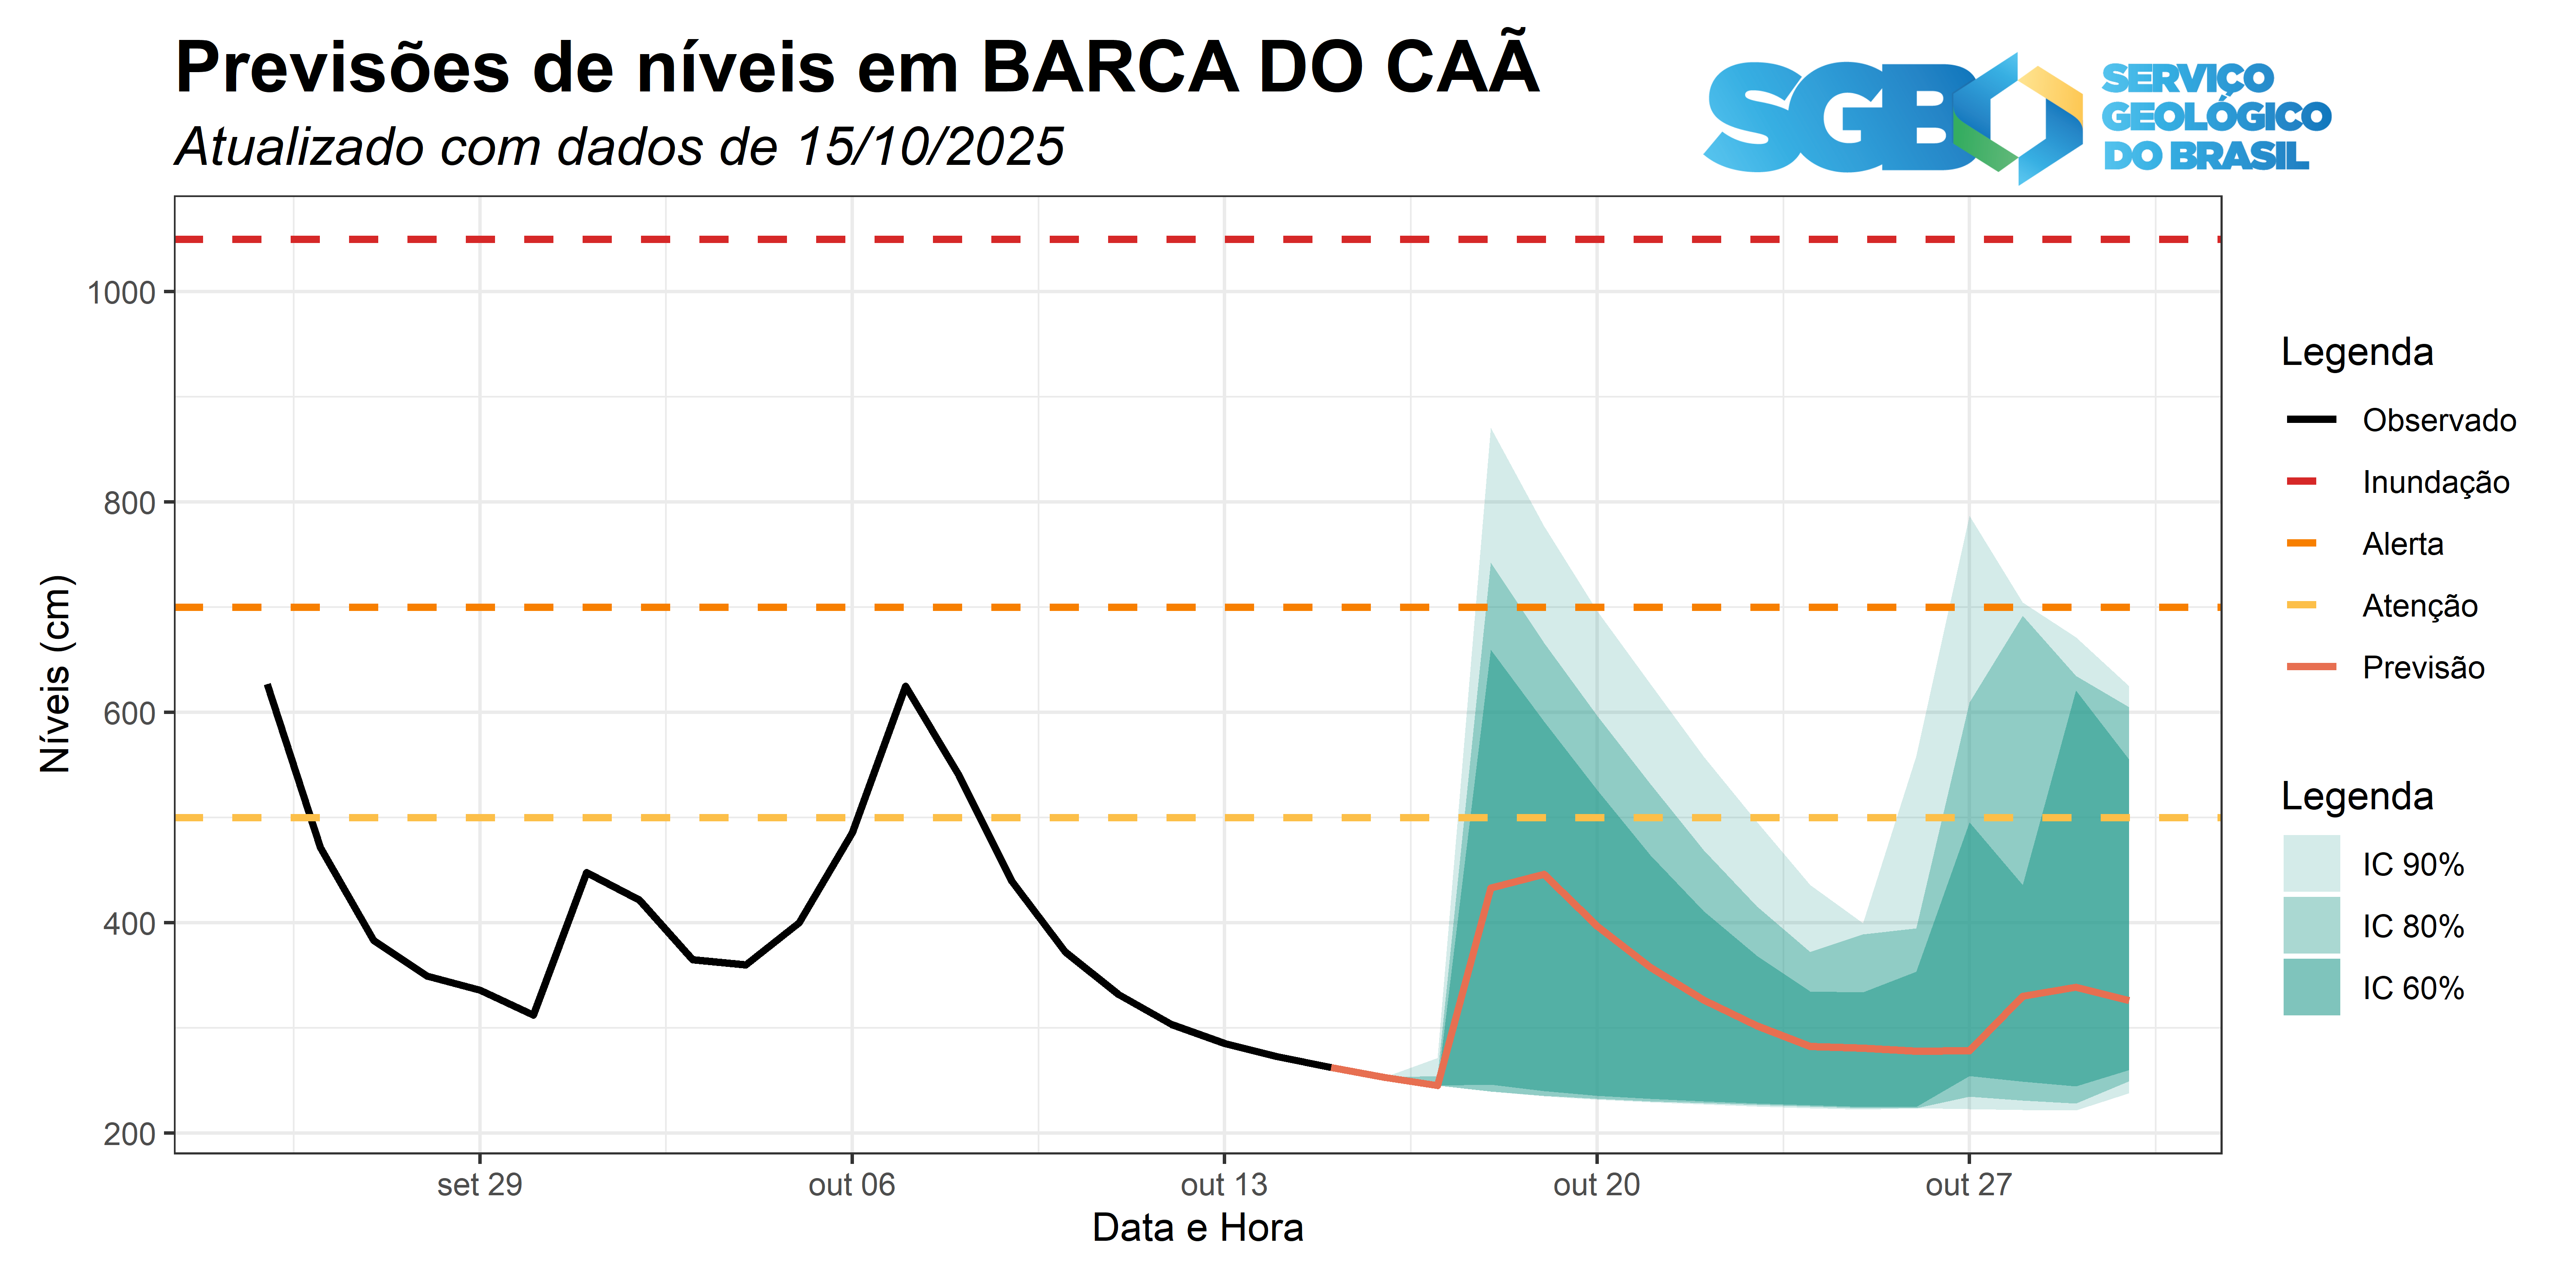 Previsões de níveis em BARCA DO CAÃ
Atualizado com dados de 15/10/2025
SGB
SERVIÇO
GEOLÓGICO
DO BRASIL
Níveis (cm)
1000
800
600
400
200
set 29
out 06
out 13
out 20
out 27
Data e Hora
Legenda
Observado
Inundação
Alerta
Atenção
Previsão
Legenda
IC 90%
IC 80%
IC 60%